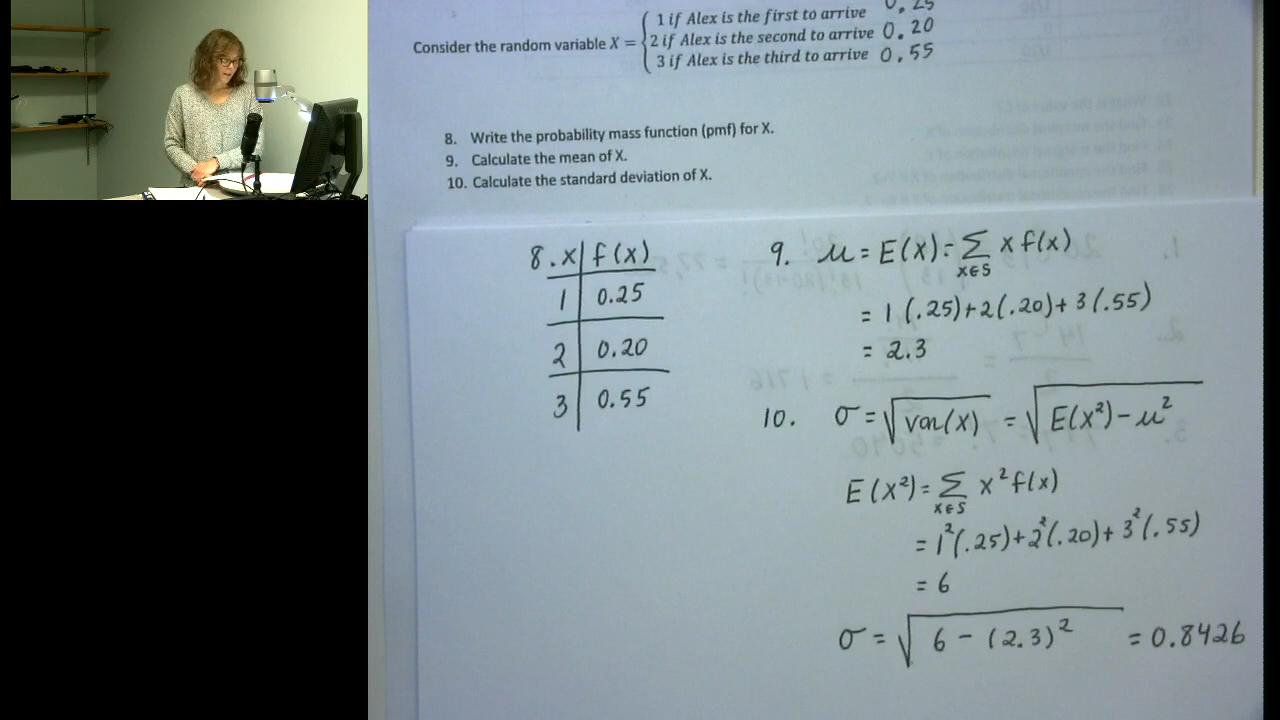 1 if Alex is the first to arrive 0.25
Consider the random variable X = { 2 if Alex is the second to arrive 0.20
3 if Alex is the third to arrive 0.55
8. Write the probability mass function (pmf) for X.
9. Calculate the mean of X.
10. Calculate the standard deviation of X.
8. x | f(x)
1 | 0.25
2 | 0.20
3 | 0.55
9. μ = E(X) = Σ x f(x)
x∈S
= 1(.25)+2(.20)+3(.55)
= 2.3
10. σ = √var(X) = √E(X²) - μ²
E(X²) = Σ x² f(x)
x∈S
= 1²(.25)+2²(.20)+3²(.55)
= 6
σ = √6 - (2.3)² = 0.8426